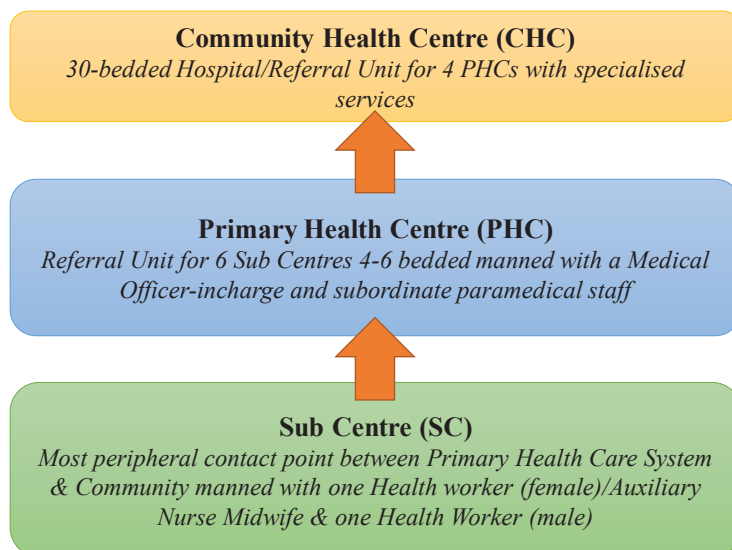 Community Health Centre (CHC)
30-bedded Hospital/Referral Unit for 4 PHCs with specialised
services
Primary Health Centre (PHC)
Referral Unit for 6 Sub Centres 4-6 bedded manned with a Medical
Officer-incharge and subordinate paramedical staff
Sub Centre (SC)
Most peripheral contact point between Primary Health Care System
& Community manned with one Health worker (female)/Auxiliary
Nurse Midwife & one Health Worker (male)